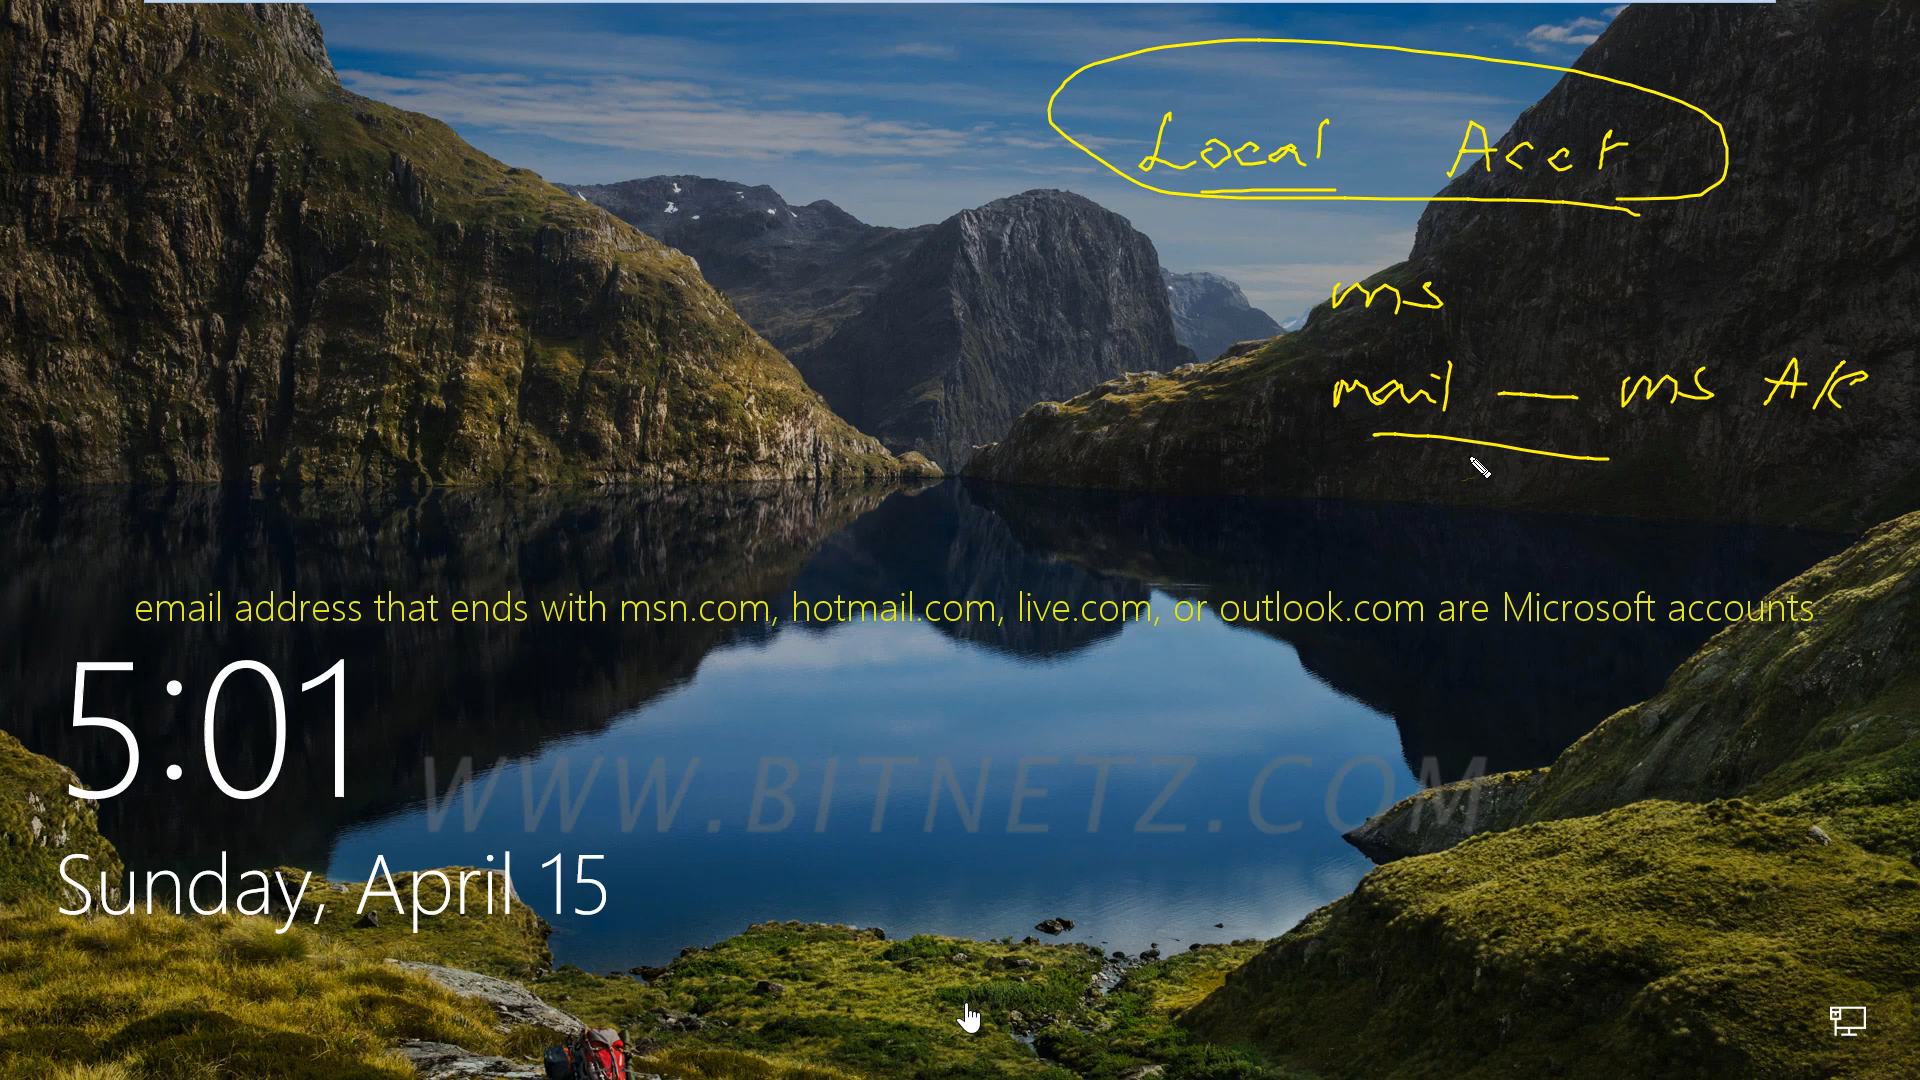 Local Acct
ms
mail — ms A/c
email address that ends with msn.com, hotmail.com, live.com, or outlook.com are Microsoft accounts
5:01
WWW.BITNETZ.COM
Sunday, April 15